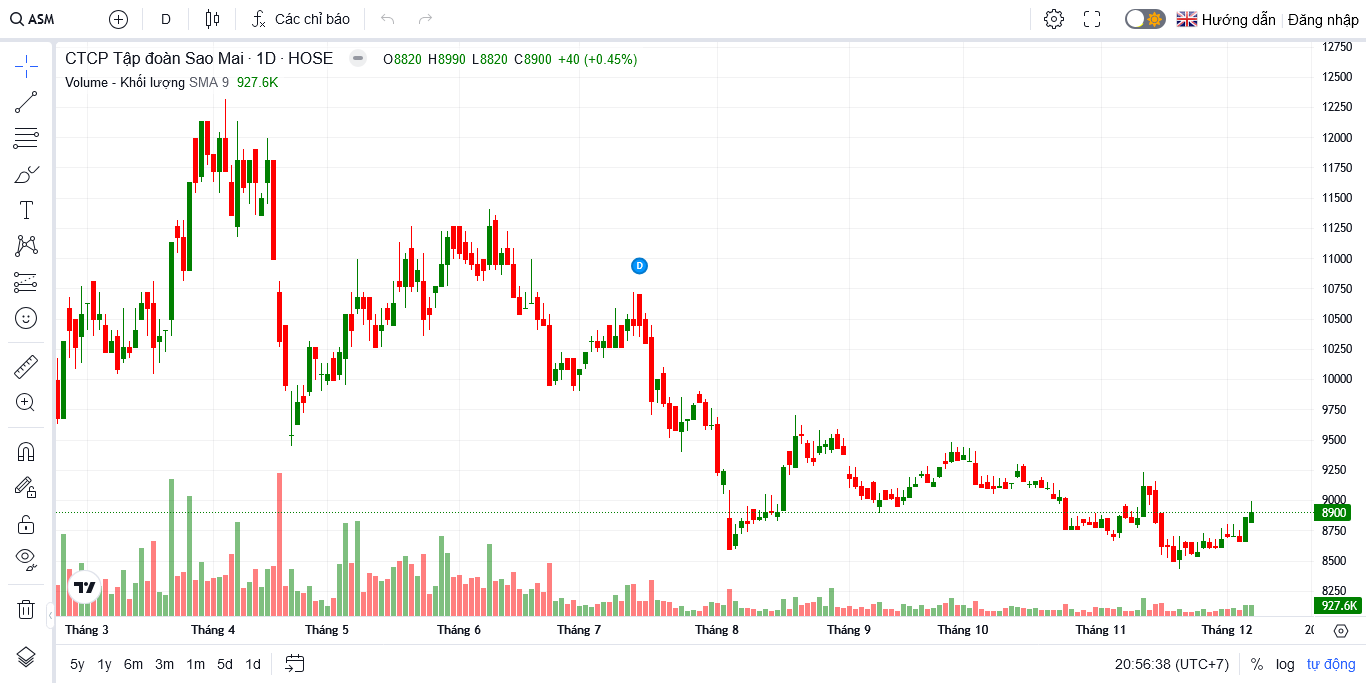 ASM D Các chỉ báo Hướng dẫn Đăng nhập
CTCP Tập đoàn Sao Mai · 1D · HOSE O8820 H8990 L8820 C8900 +40 (+0.45%)
Volume - Khối lượng SMA 9 927.6K
12750
12500
12250
12000
11750
11500
11250
11000
10750
10500
10250
10000
9750
9500
9250
9000
8900
8750
8500
8250
927.6K
D
Tháng 3 Tháng 4 Tháng 5 Tháng 6 Tháng 7 Tháng 8 Tháng 9 Tháng 10 Tháng 11 Tháng 12
5y 1y 6m 3m 1m 5d 1d 20:56:38 (UTC+7) % log tự động